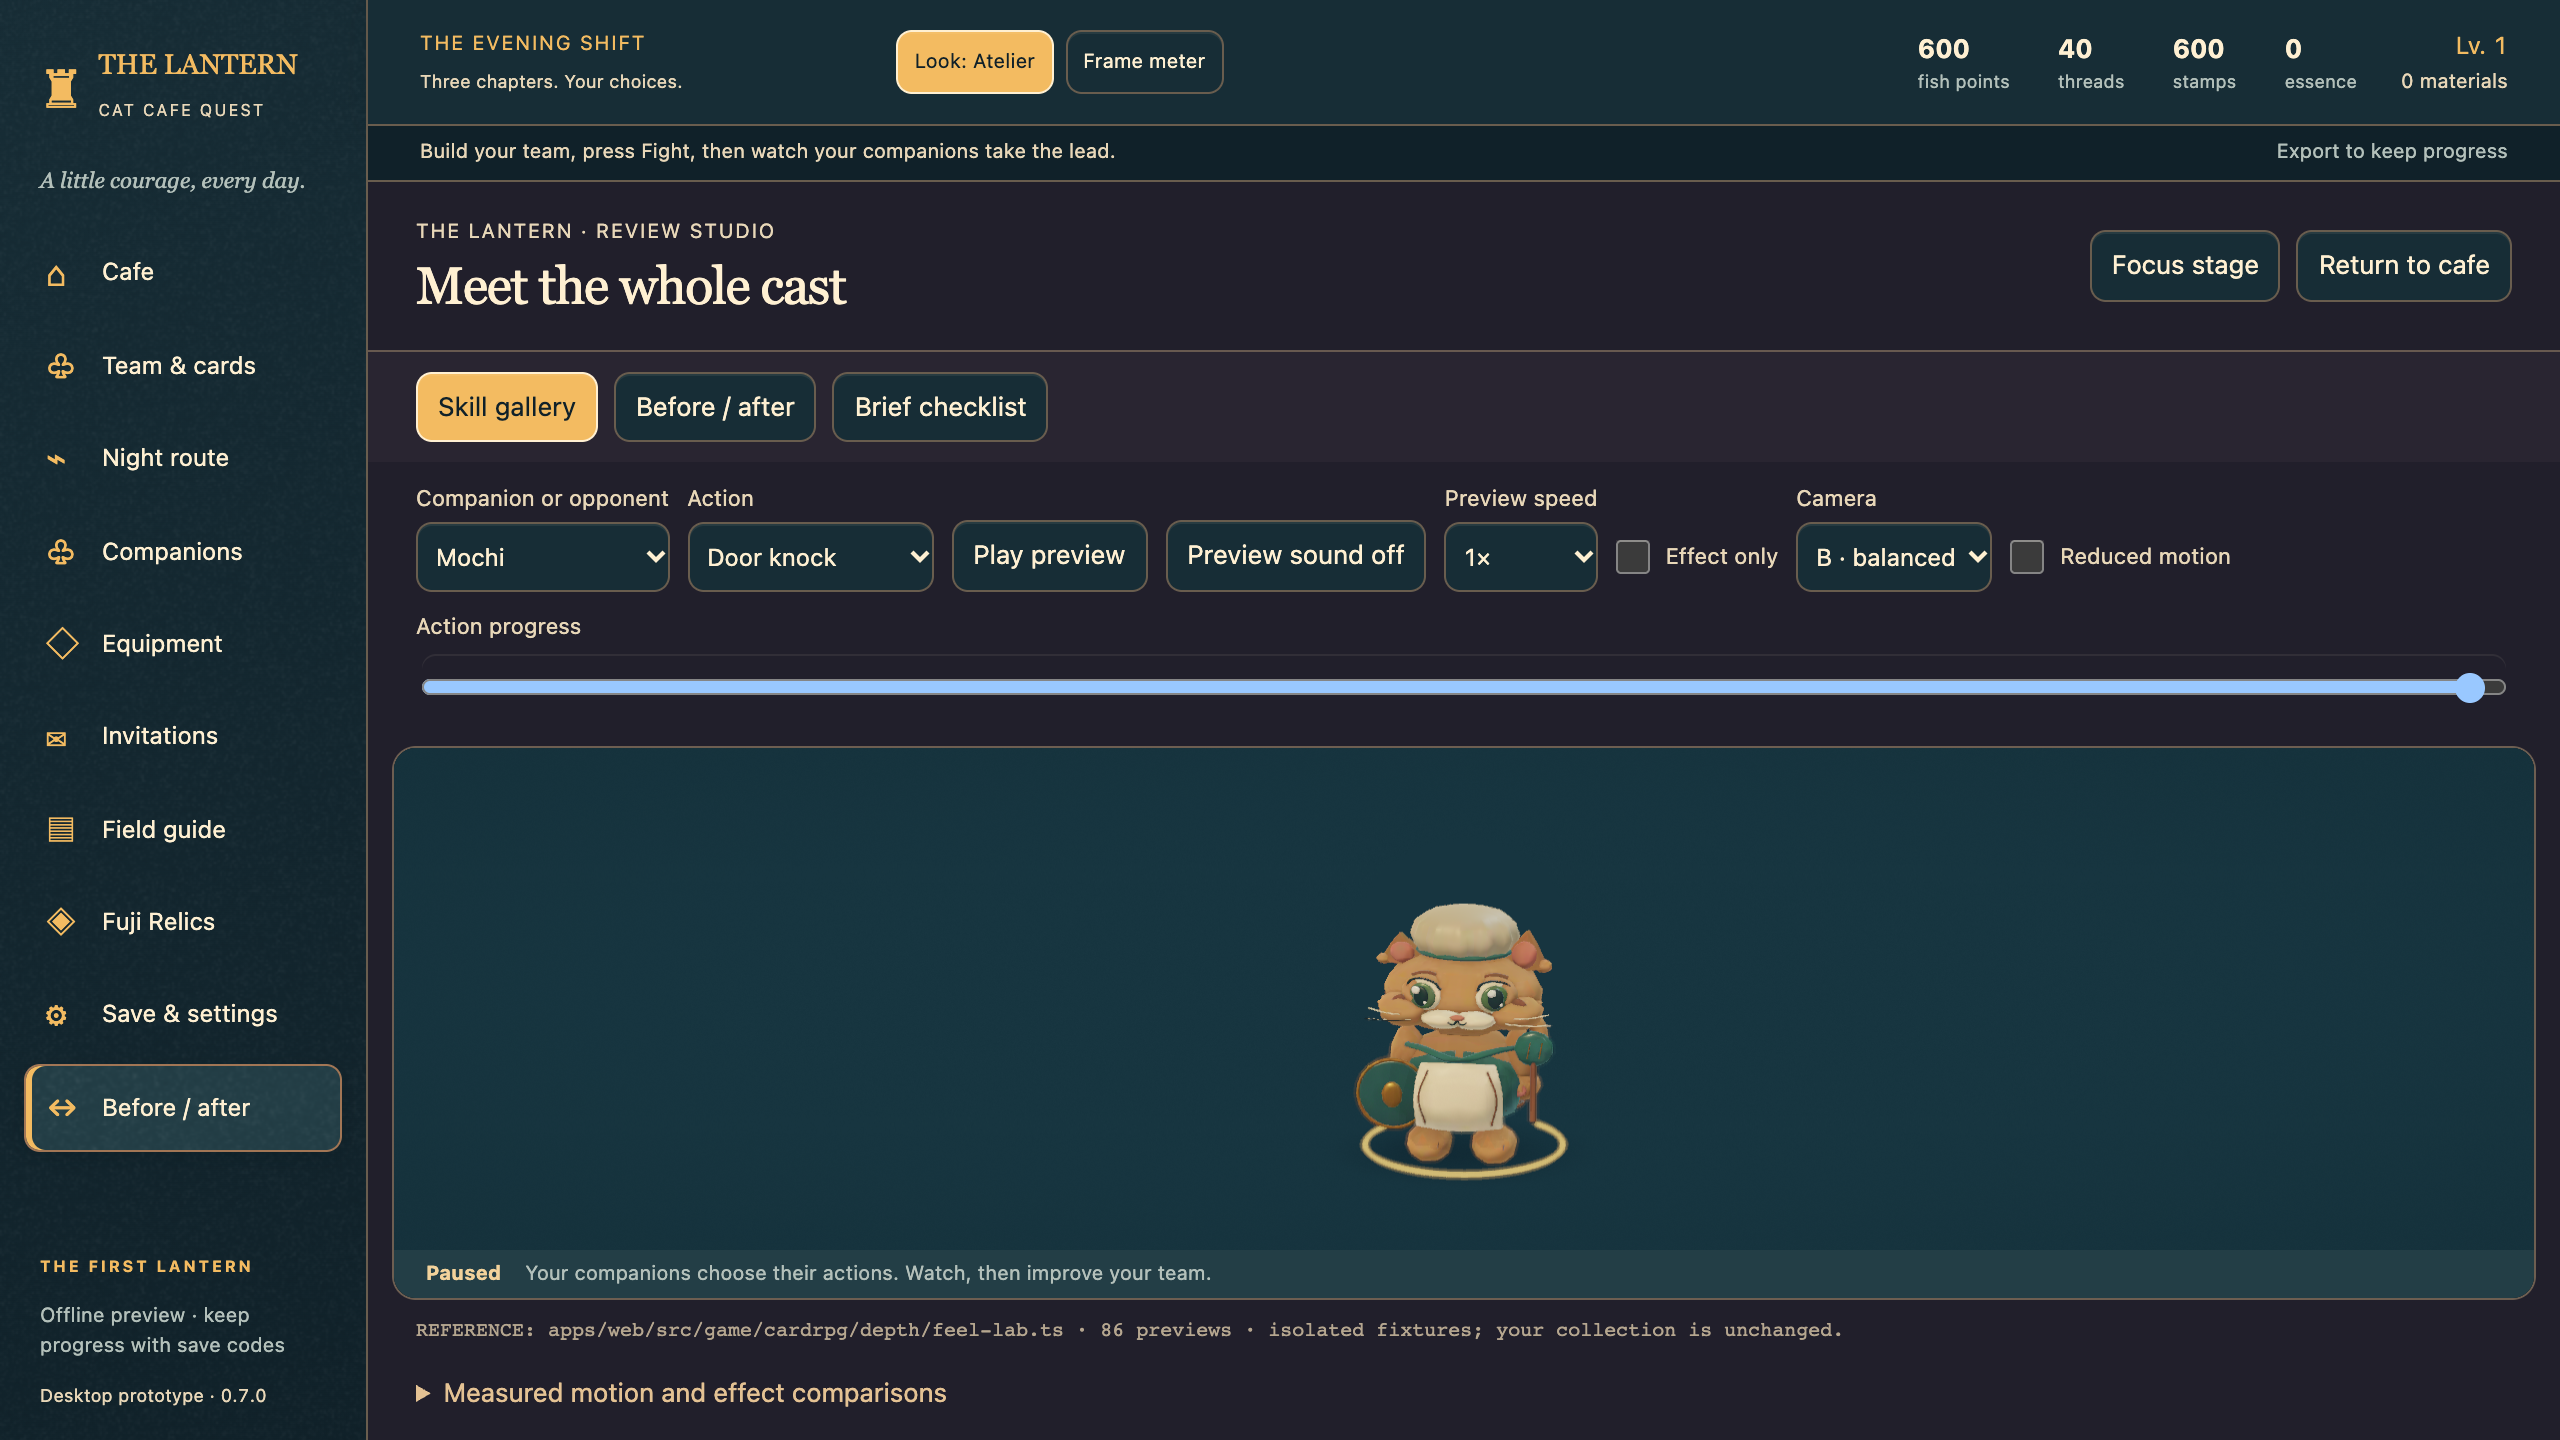 THE LANTERN
CAT CAFE QUEST
A little courage, every day.
Cafe
Team & cards
Night route
Companions
Equipment
Invitations
Field guide
Fuji Relics
Save & settings
Before / after
THE FIRST LANTERN
Offline preview · keep
progress with save codes
Desktop prototype · 0.7.0
THE EVENING SHIFT
Three chapters. Your choices.
Look: Atelier
Frame meter
600 fish points
40 threads
600 stamps
0 essence
Lv. 1
0 materials
Build your team, press Fight, then watch your companions take the lead.
Export to keep progress
THE LANTERN · REVIEW STUDIO
Meet the whole cast
Focus stage
Return to cafe
Skill gallery
Before / after
Brief checklist
Companion or opponent
Mochi
Action
Door knock
Play preview
Preview sound off
Preview speed
1×
Effect only
Camera
B · balanced
Reduced motion
Action progress
Paused Your companions choose their actions. Watch, then improve your team.
REFERENCE: apps/web/src/game/cardrpg/depth/feel-lab.ts · 86 previews · isolated fixtures; your collection is unchanged.
Measured motion and effect comparisons